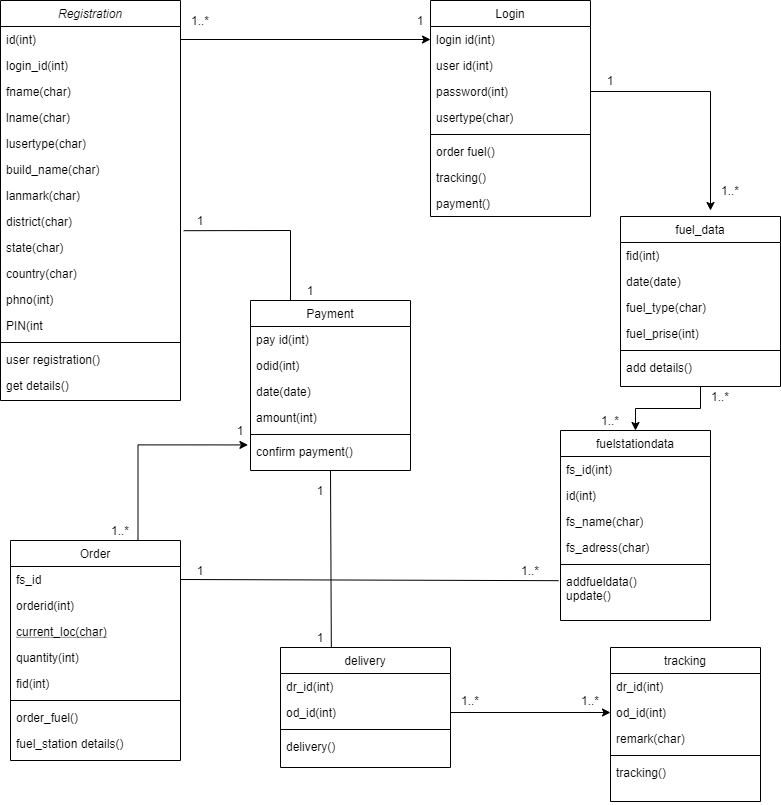 Registration
id(int)
login_id(int)
fname(char)
lname(char)
lusertype(char)
build_name(char)
lanmark(char)
district(char)
state(char)
country(char)
phno(int)
PIN(int
user registration()
get details()
1..*
1
Login
login id(int)
user id(int)
password(int)
usertype(char)
order fuel()
tracking()
payment()
1
1..*
fuel_data
fid(int)
date(date)
fuel_type(char)
fuel_prise(int)
add details()
1
1
Payment
pay id(int)
odid(int)
date(date)
amount(int)
confirm payment()
1..*
1..*
fuelstationdata
fs_id(int)
id(int)
fs_name(char)
fs_adress(char)
addfueldata()
update()
1
1..*
Order
fs_id
orderid(int)
current_loc(char)
quantity(int)
fid(int)
order_fuel()
fuel_station details()
1
1..*
1
1
delivery
dr_id(int)
od_id(int)
delivery()
1..*
1..*
tracking
dr_id(int)
od_id(int)
remark(char)
tracking()